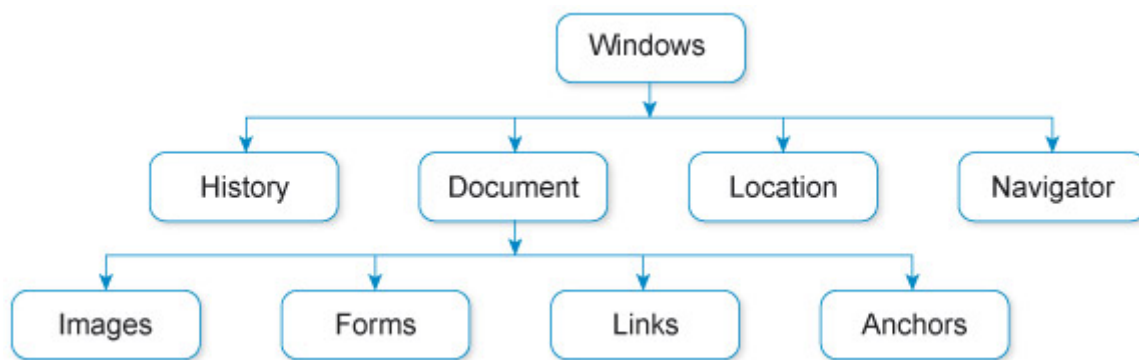 Windows
History
Document
Location
Navigator
Images
Forms
Links
Anchors